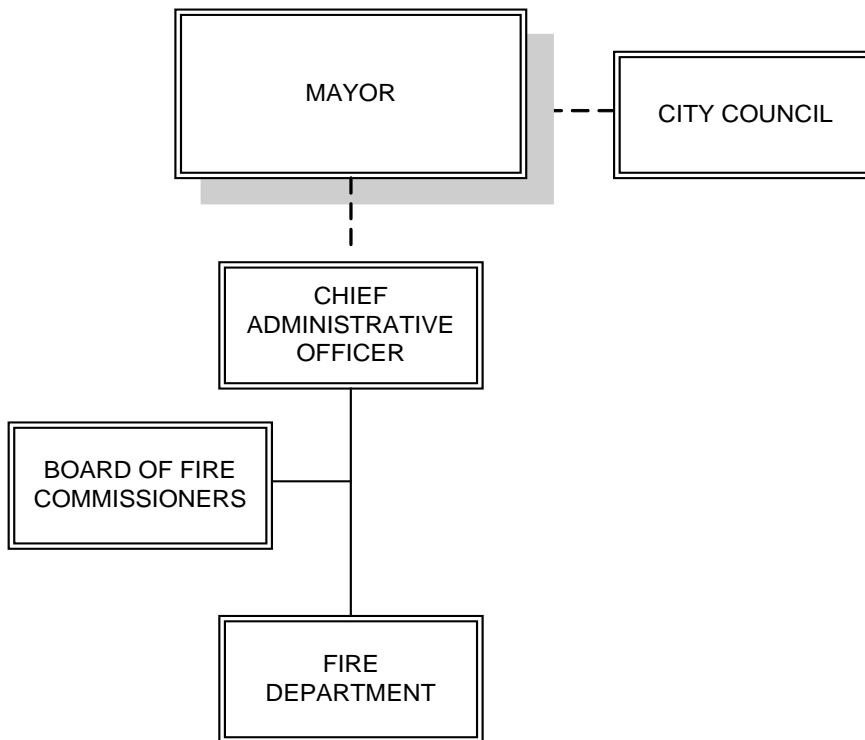 MAYOR
CITY COUNCIL
CHIEF
ADMINISTRATIVE
OFFICER
BOARD OF FIRE
COMMISSIONERS
FIRE
DEPARTMENT